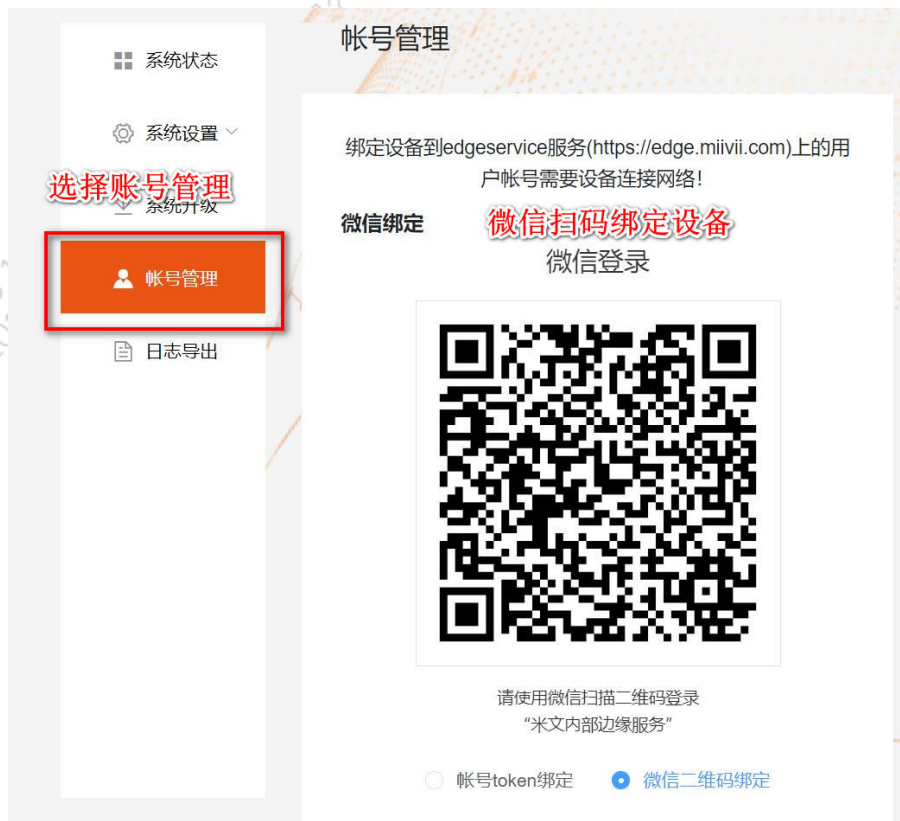 帐号管理
系统状态
系统设置
选择账号管理
系统升级
帐号管理
日志导出
绑定设备到edgeservice服务(https://edge.miivii.com)上的用
户帐号需要设备连接网络！
微信绑定
微信扫码绑定设备
微信登录
请使用微信扫描二维码登录
“米文内部边缘服务”
帐号token绑定
微信二维码绑定